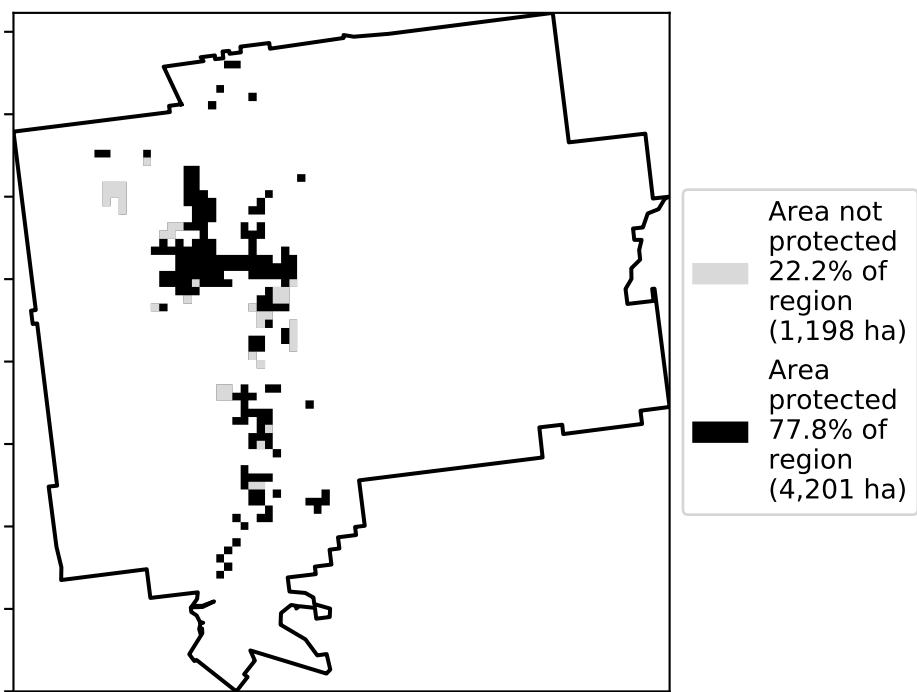 Area not
protected
22.2% of
region
(1,198 ha)
Area
protected
77.8% of
region
(4,201 ha)